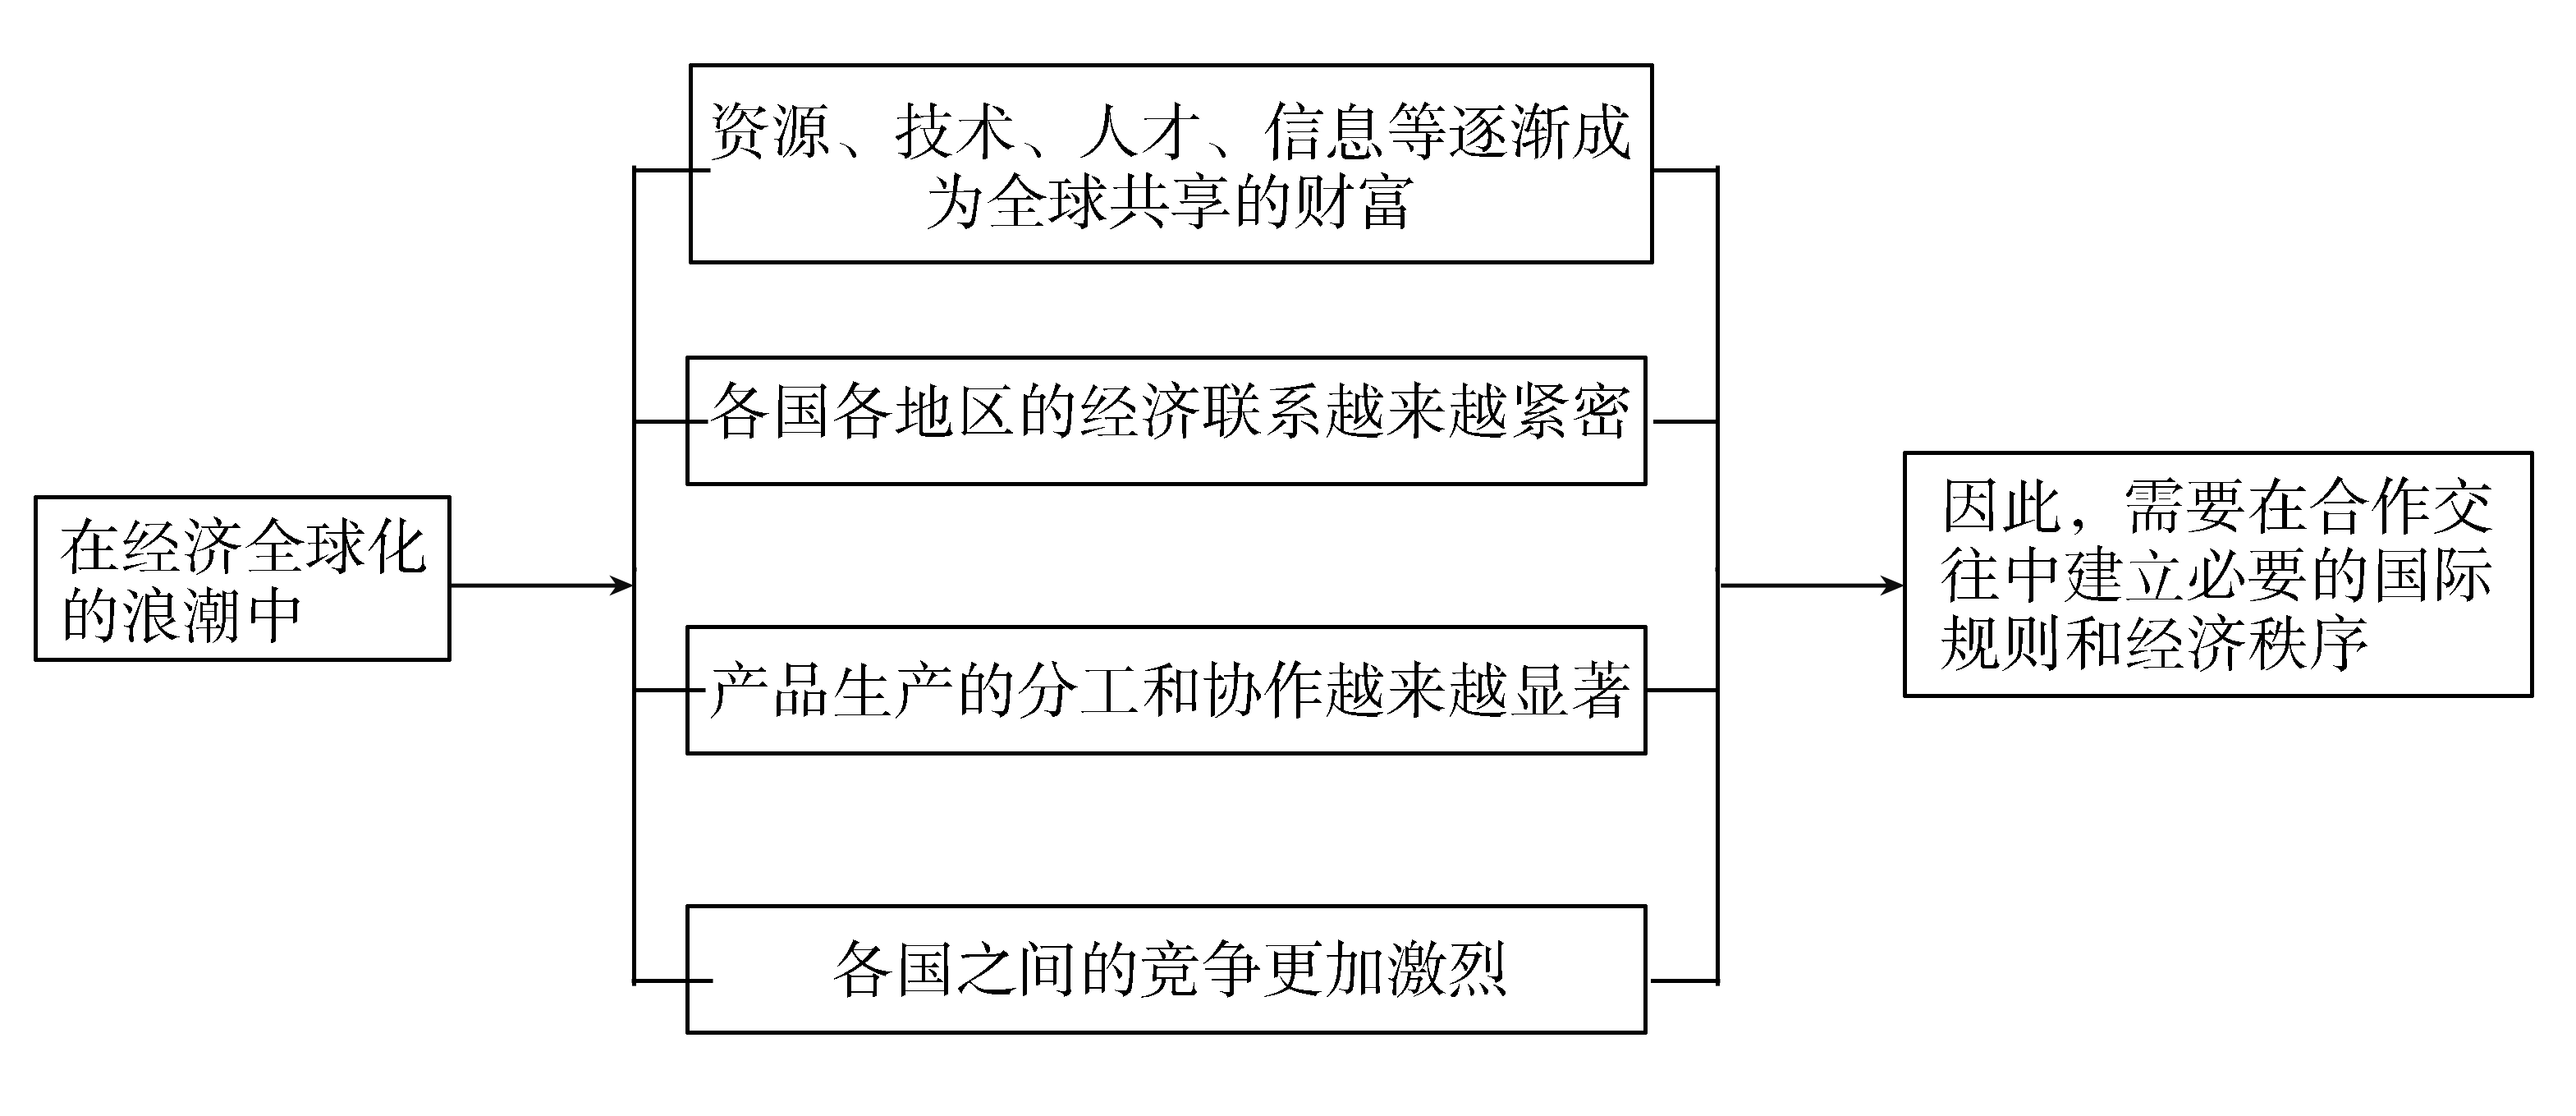 在经济全球化
的浪潮中
资源、技术、人才、信息等逐渐成
为全球共享的财富
各国各地区的经济联系越来越紧密
产品生产的分工和协作越来越显著
各国之间的竞争更加激烈
因此，需要在合作交
往中建立必要的国际
规则和经济秩序